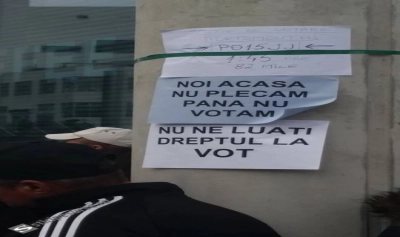 NOI ACASA
NU PLECAM
PANA NU
VOTAM
NU NE LUATI
DREPTUL LA
VOT